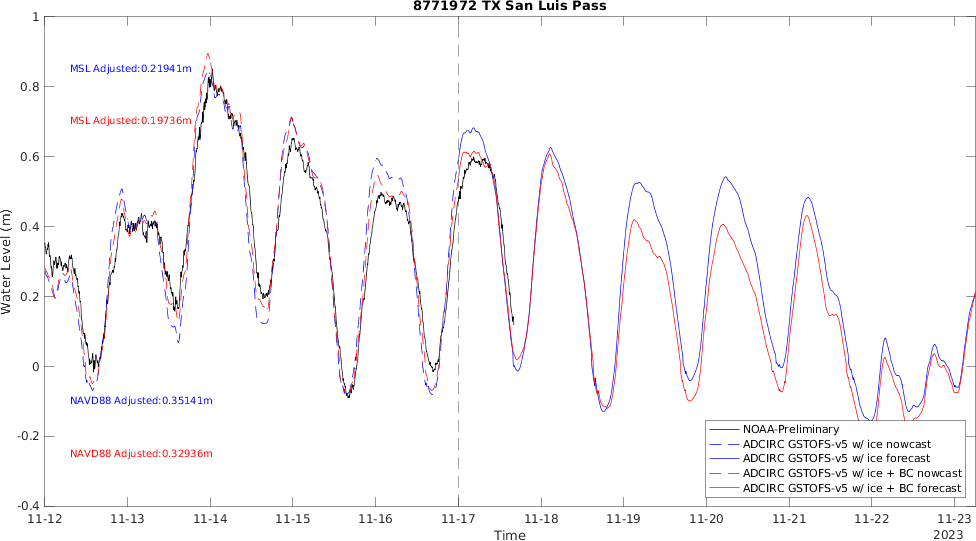 8771972 TX San Luis Pass
1
0.8
0.6
0.4
0.2
0
-0.2
-0.4
Water Level (m)
MSL Adjusted:0.21941m
MSL Adjusted:0.19736m
NAVD88 Adjusted:0.35141m
NAVD88 Adjusted:0.32936m
NOAA-Preliminary
ADCIRC GSTOFS-v5 w/ ice nowcast
ADCIRC GSTOFS-v5 w/ ice forecast
ADCIRC GSTOFS-v5 w/ ice + BC nowcast
ADCIRC GSTOFS-v5 w/ ice + BC forecast
11-12 11-13 11-14 11-15 11-16 11-17 11-18 11-19 11-20 11-21 11-22 11-23
Time
2023